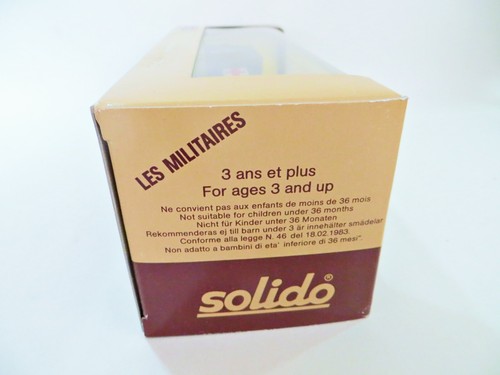 LES MILITAIRES
3 ans et plus
For ages 3 and up
Ne convient pas aux enfants de moins de 36 mois
Not suitable for children under 36 months
Nicht für Kinder unter 36 Monaten
Rekommenderas ej till barn under 3 år innehålter smådelar
Conforme alla legge N. 46 del 18.02.1983.
Non adatto a bambini di eta' inferiore di 36 mesi"
solido®